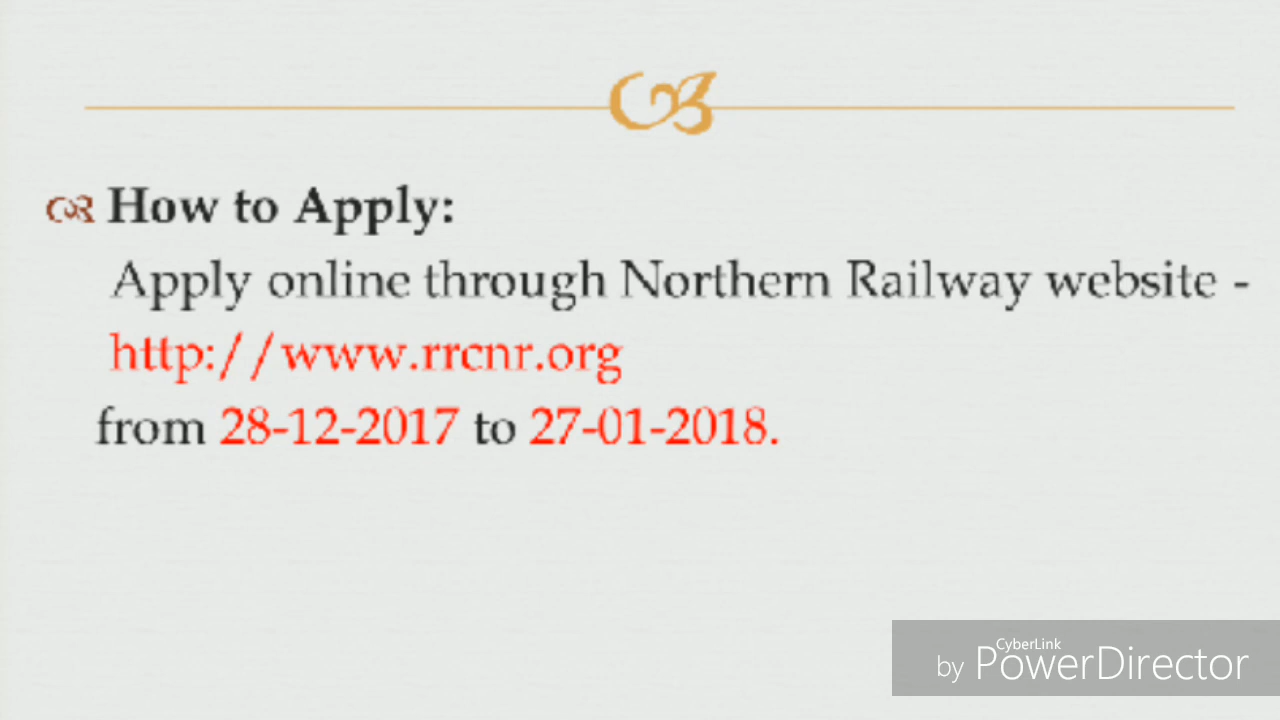 How to Apply:
Apply online through Northern Railway website -
http://www.rrcnr.org
from 28-12-2017 to 27-01-2018.
CyberLink
by PowerDirector